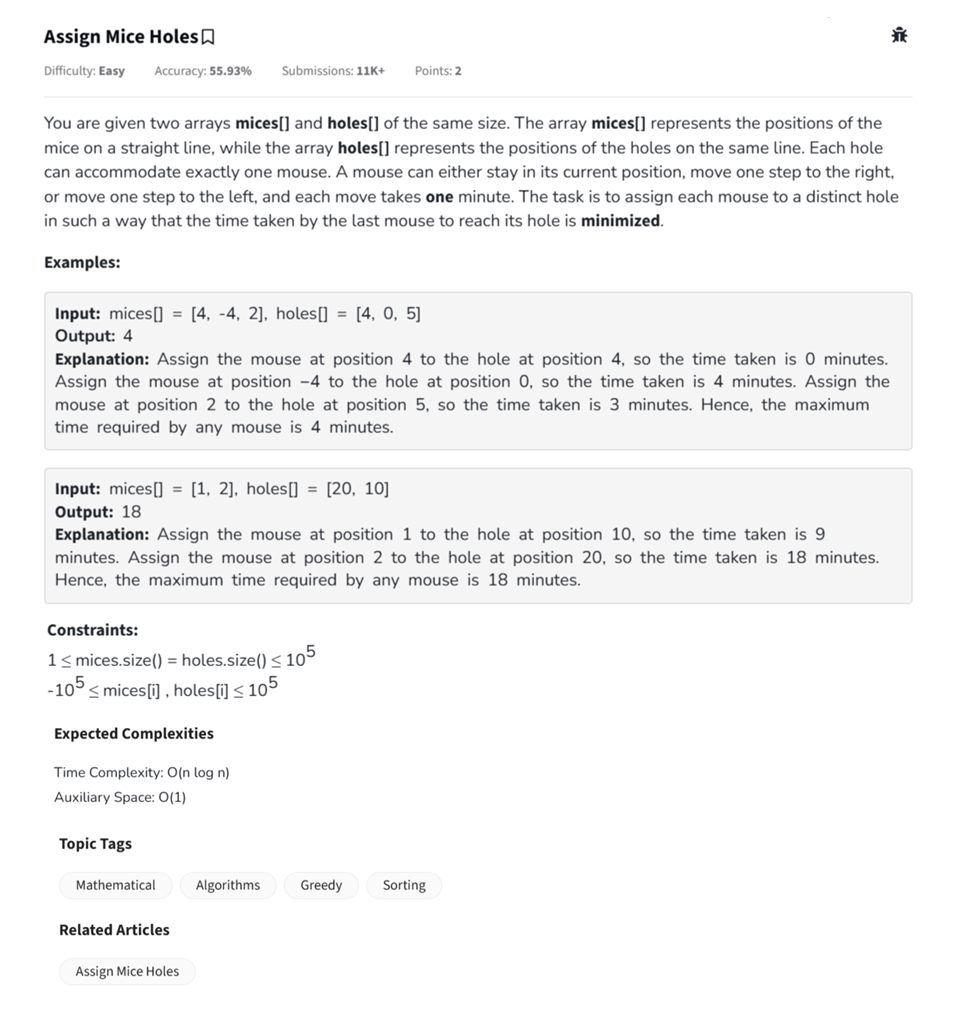 Assign Mice Holes
Difficulty: Easy Accuracy: 55.93% Submissions: 11K+ Points: 2
You are given two arrays mices[] and holes[] of the same size. The array mices[] represents the positions of the
mice on a straight line, while the array holes[] represents the positions of the holes on the same line. Each hole
can accommodate exactly one mouse. A mouse can either stay in its current position, move one step to the right,
or move one step to the left, and each move takes one minute. The task is to assign each mouse to a distinct hole
in such a way that the time taken by the last mouse to reach its hole is minimized.
Examples:
Input: mices[] = [4, -4, 2], holes[] = [4, 0, 5]
Output: 4
Explanation: Assign the mouse at position 4 to the hole at position 4, so the time taken is 0 minutes.
Assign the mouse at position −4 to the hole at position 0, so the time taken is 4 minutes. Assign the
mouse at position 2 to the hole at position 5, so the time taken is 3 minutes. Hence, the maximum
time required by any mouse is 4 minutes.
Input: mices[] = [1, 2], holes[] = [20, 10]
Output: 18
Explanation: Assign the mouse at position 1 to the hole at position 10, so the time taken is 9
minutes. Assign the mouse at position 2 to the hole at position 20, so the time taken is 18 minutes.
Hence, the maximum time required by any mouse is 18 minutes.
Constraints:
1 ≤ mices.size() = holes.size() ≤ 10^5
-10^5 ≤ mices[i] , holes[i] ≤ 10^5
Expected Complexities
Time Complexity: O(n log n)
Auxiliary Space: O(1)
Topic Tags
Mathematical Algorithms Greedy Sorting
Related Articles
Assign Mice Holes